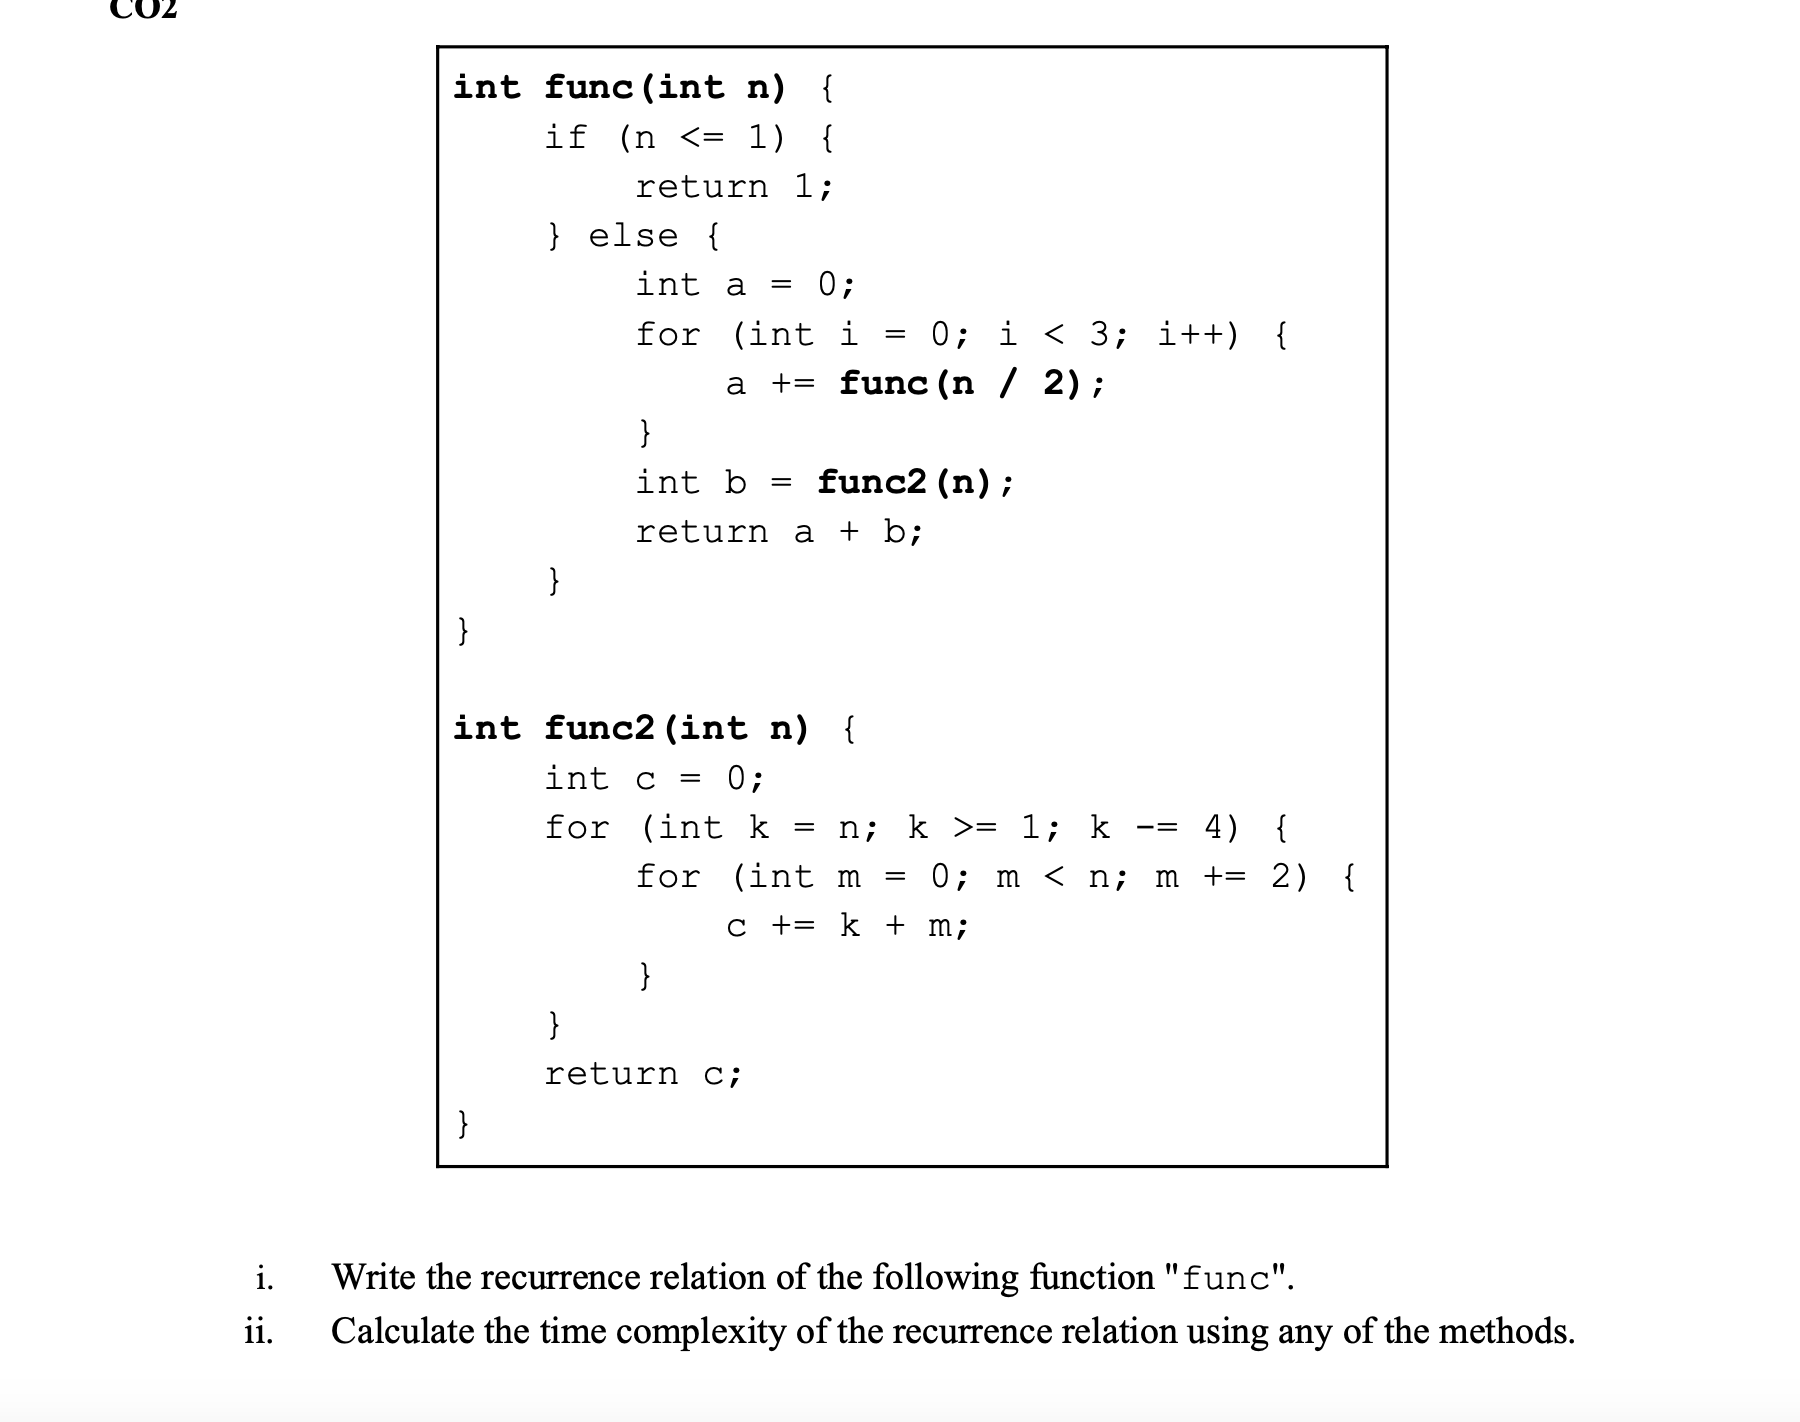 CO2
int func(int n) {
if (n <= 1) {
return 1;
} else {
int a = 0;
for (int i = 0; i < 3; i++) {
a += func(n / 2);
}
int b = func2(n);
return a + b;
}
}
int func2(int n) {
int c = 0;
for (int k = n; k >= 1; k -= 4) {
for (int m = 0; m < n; m += 2) {
c += k + m;
}
}
return c;
}
i. Write the recurrence relation of the following function "func".
ii. Calculate the time complexity of the recurrence relation using any of the methods.